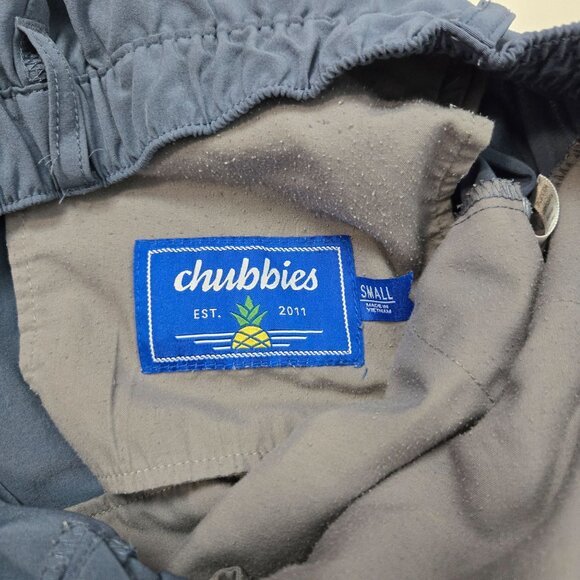 chubbies
EST. 2011
SMALL
MADE IN
VIETNAM